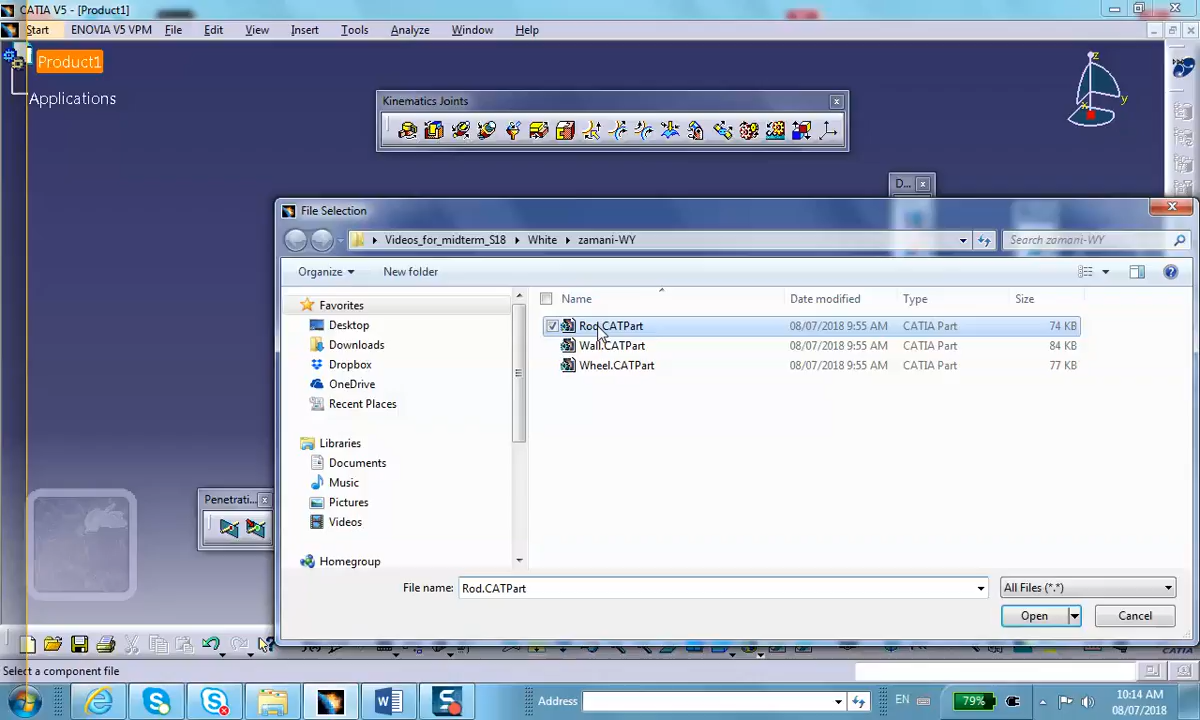 CATIA V5 - [Product1]
Start ENOVIA V5 VPM File Edit View Insert Tools Analyze Window Help
Product1
Applications
Kinematics Joints
z
y
x
D...
File Selection
Videos_for_midterm_S18 White zamani-WY
Search zamani-WY
Organize New folder
Favorites
Desktop
Downloads
Dropbox
OneDrive
Recent Places
Libraries
Documents
Music
Pictures
Videos
Homegroup
Name Date modified Type Size
Rod.CATPart 08/07/2018 9:55 AM CATIA Part 74 KB
Wall.CATPart 08/07/2018 9:55 AM CATIA Part 84 KB
Wheel.CATPart 08/07/2018 9:55 AM CATIA Part 77 KB
Penetrati...
File name: Rod.CATPart All Files (*.*)
Open Cancel
CATIA
Select a component file
Address EN 79% 10:14 AM
08/07/2018